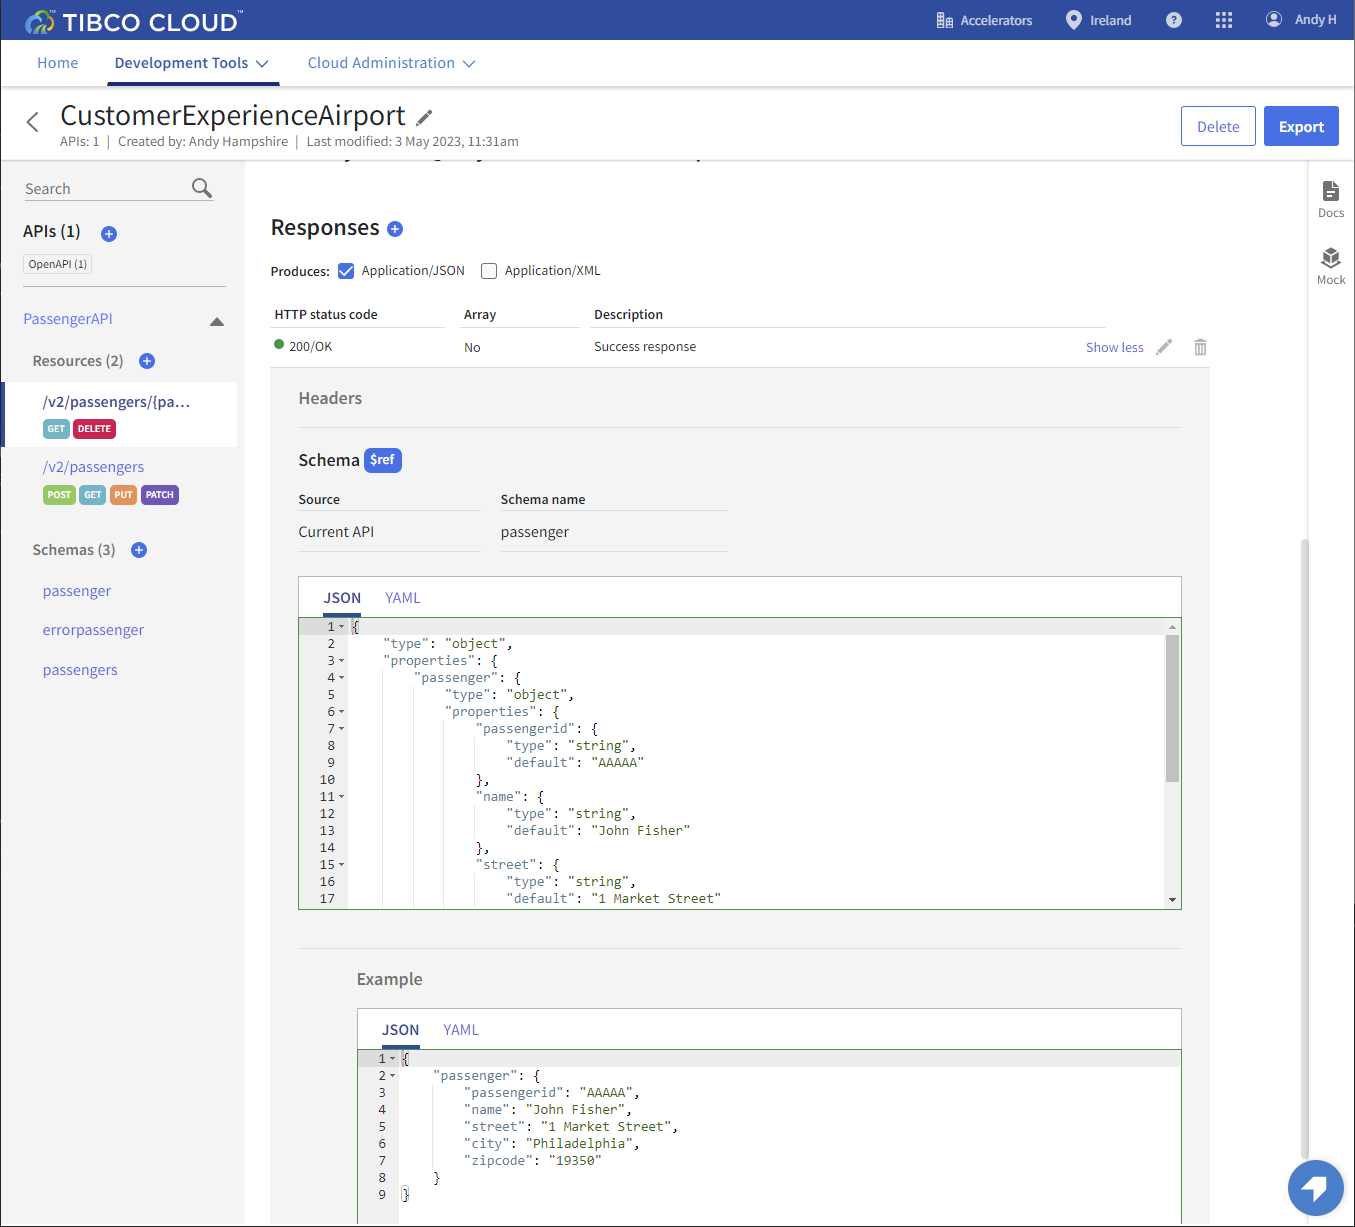 TIBCO CLOUD™
Accelerators
Ireland
?
Andy H
Home
Development Tools
Cloud Administration
CustomerExperienceAirport
Delete
Export
APIs: 1 | Created by: Andy Hampshire | Last modified: 3 May 2023, 11:31am
Search
APIs (1)
OpenAPI (1)
PassengerAPI
Resources (2)
/v2/passengers/{pa...
GET DELETE
/v2/passengers
POST GET PUT PATCH
Schemas (3)
passenger
errorpassenger
passengers
Responses
Produces: Application/JSON Application/XML
HTTP status code Array Description
200/OK No Success response Show less
Headers
Schema $ref
Source Schema name
Current API passenger
JSON YAML
1 {
2 "type": "object",
3 "properties": {
4 "passenger": {
5 "type": "object",
6 "properties": {
7 "passengerid": {
8 "type": "string",
9 "default": "AAAAA"
10 },
11 "name": {
12 "type": "string",
13 "default": "John Fisher"
14 },
15 "street": {
16 "type": "string",
17 "default": "1 Market Street"
Example
JSON YAML
1 {
2 "passenger": {
3 "passengerid": "AAAAA",
4 "name": "John Fisher",
5 "street": "1 Market Street",
6 "city": "Philadelphia",
7 "zipcode": "19350"
8 }
9 }
Docs
Mock